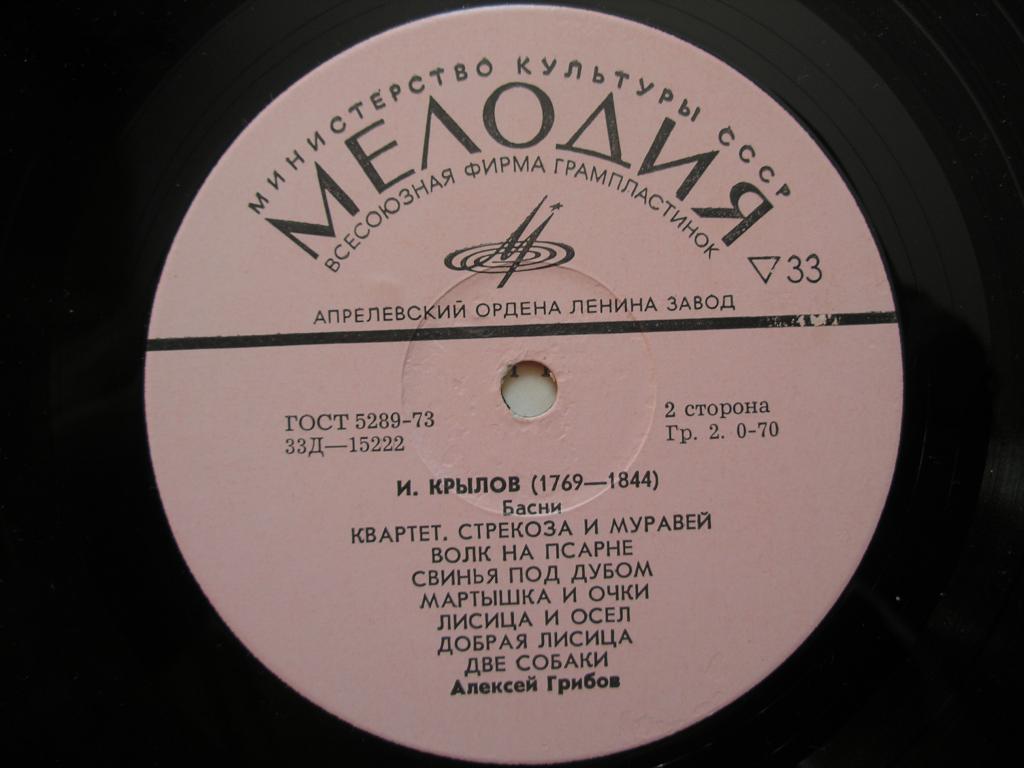 МИНИСТЕРСТВО КУЛЬТУРЫ СССР
МЕЛОДИЯ
ВСЕСОЮЗНАЯ ФИРМА ГРАМПЛАСТИНОК
33
АПРЕЛЕВСКИЙ ОРДЕНА ЛЕНИНА ЗАВОД
ГОСТ 5289-73
33Д—15222
2 сторона
Гр. 2. 0-70
И. КРЫЛОВ (1769—1844)
Басни
КВАРТЕТ. СТРЕКОЗА И МУРАВЕЙ
ВОЛК НА ПСАРНЕ
СВИНЬЯ ПОД ДУБОМ
МАРТЫШКА И ОЧКИ
ЛИСИЦА И ОСЕЛ
ДОБРАЯ ЛИСИЦА
ДВЕ СОБАКИ
Алексей Грибов